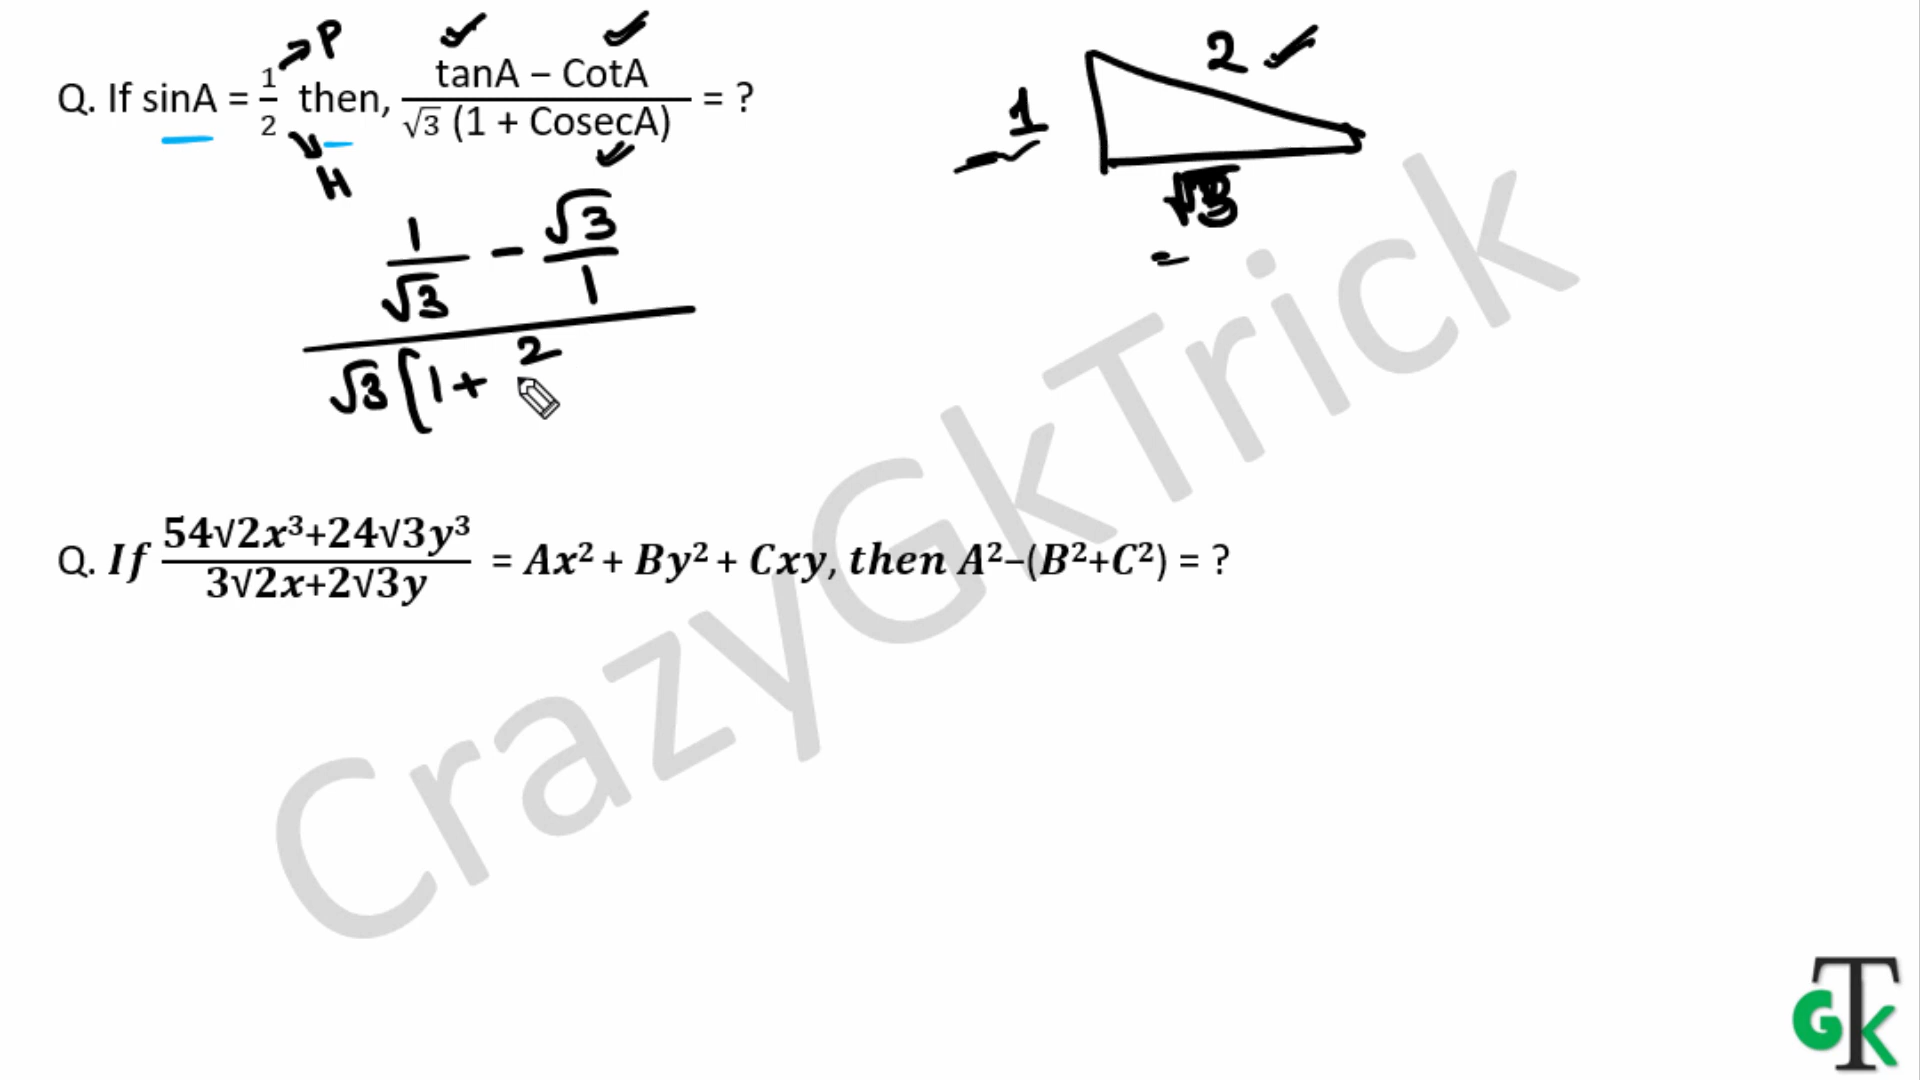 P
Q. If sinA = 1/2 then, (tanA − CotA)/(√3 (1 + CosecA)) = ?
H
2
1
√3
=
1/√3 − √3/1
√3(1+ 2
Q. If (54√2x³+24√3y³)/(3√2x+2√3y) = Ax² + By² + Cxy, then A²−(B²+C²) = ?
CrazyGkTrick
GTK